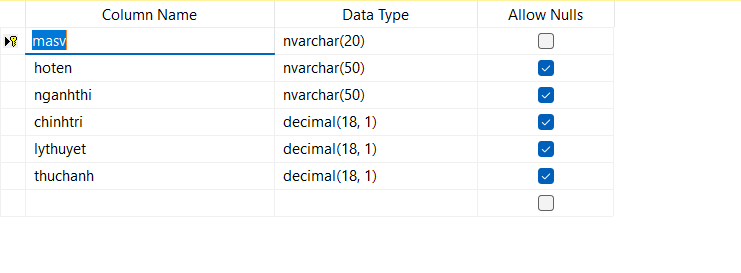 Column Name Data Type Allow Nulls
masv nvarchar(20)
hoten nvarchar(50)
nganhthi nvarchar(50)
chinhtri decimal(18, 1)
lythuyet decimal(18, 1)
thuchanh decimal(18, 1)